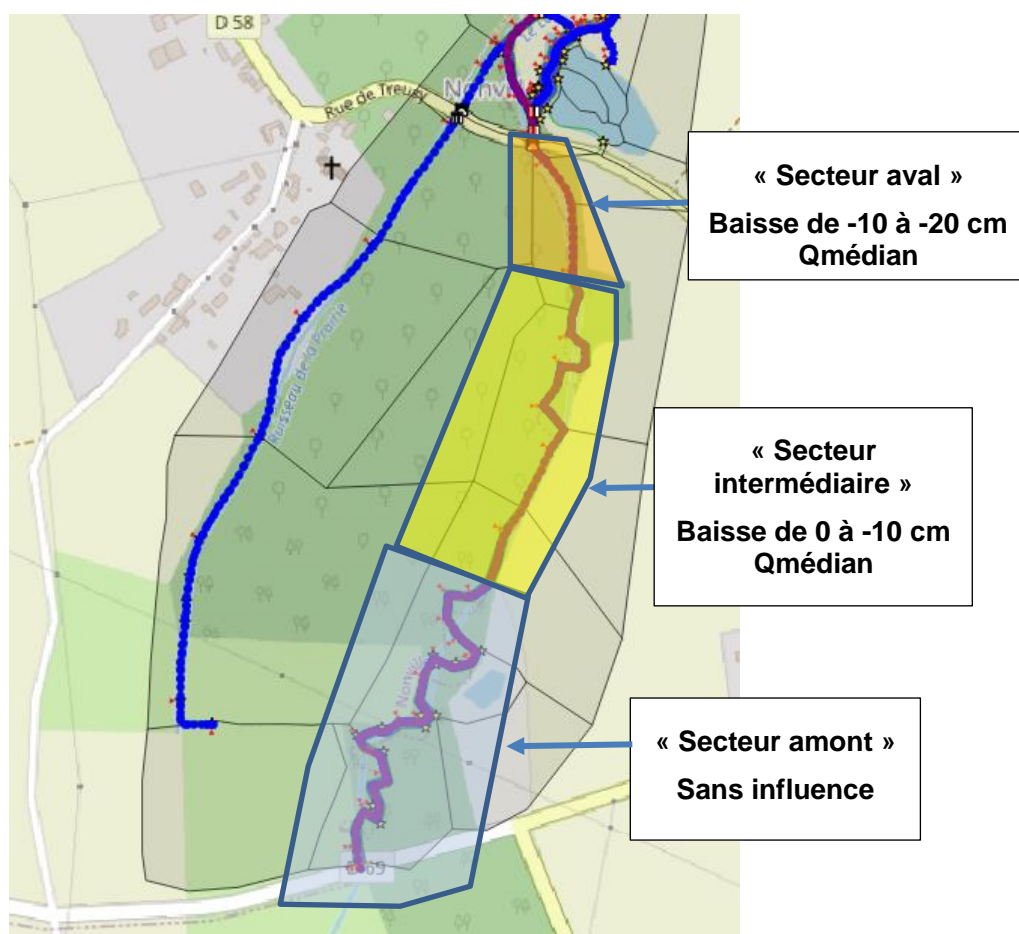 D 58
Rue de Treuzy
Ruisseau de la Prairie
« Secteur aval »
Baisse de -10 à -20 cm
Qmédian
« Secteur
intermédiaire »
Baisse de 0 à -10 cm
Qmédian
« Secteur amont »
Sans influence
69